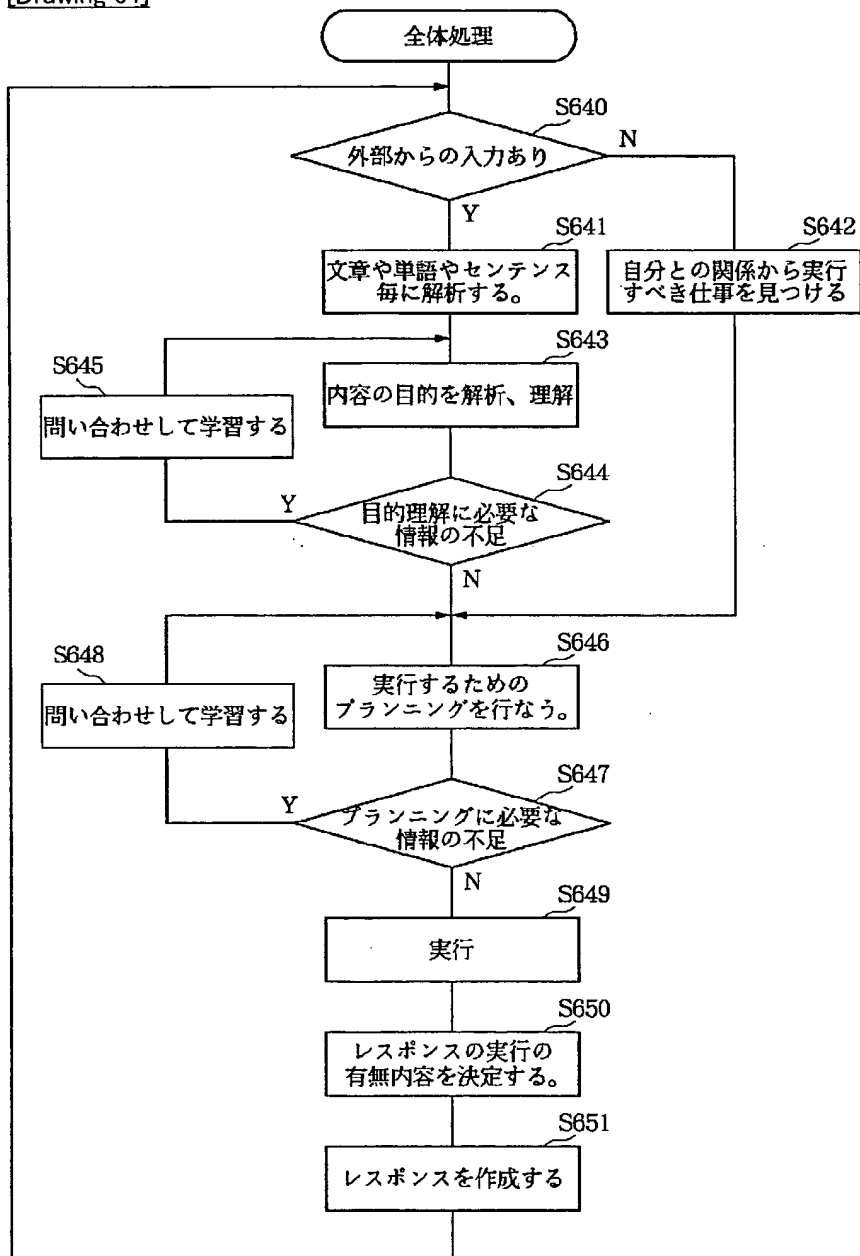 全体処理
S640
外部からの入力あり
N
Y
S641
文章や単語やセンテンス
毎に解析する。
S642
自分との関係から実行
すべき仕事を見つける
S643
内容の目的を解析、理解
S645
問い合わせして学習する
S644
Y
目的理解に必要な
情報の不足
N
S646
実行するための
プランニングを行なう。
S648
問い合わせして学習する
S647
Y
プランニングに必要な
情報の不足
N
S649
実行
S650
レスポンスの実行の
有無内容を決定する。
S651
レスポンスを作成する